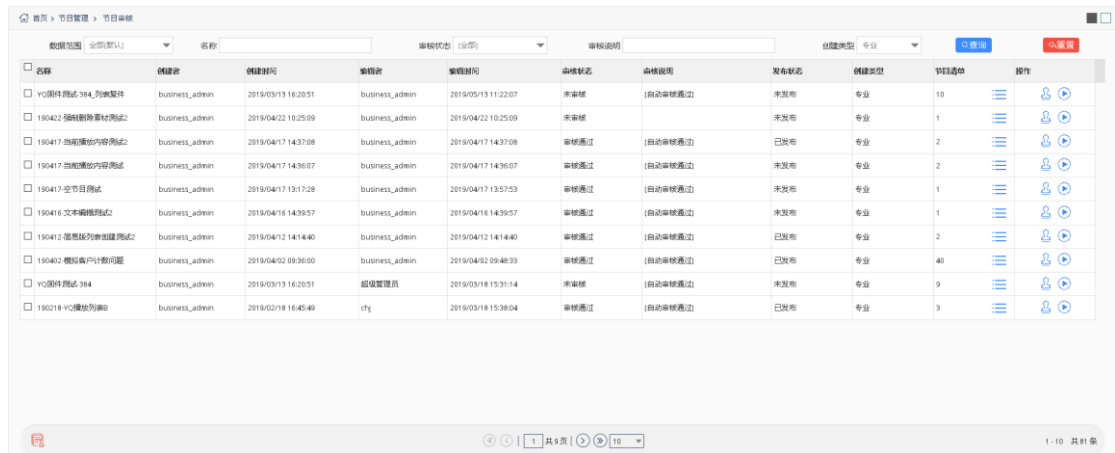 首页 > 节目管理 > 节目审核
数据范围 全部(默认) 名称 审核状态 (全部) 审核说明 创建类型 专业 查询 重置
名称 创建者 创建时间 编辑者 编辑时间 审核状态 审核说明 发布状态 创建类型 节目清单 操作
YQ固件测试-384_列表复件 business_admin 2019/03/13 16:20:51 business_admin 2019/05/13 11:22:07 未审核 [自动审核通过] 未发布 专业 10
190422-强制删除素材测试2 business_admin 2019/04/22 10:25:09 business_admin 2019/04/22 10:25:09 未审核 未发布 专业 1
190417-当前播放内容测试2 business_admin 2019/04/17 14:37:08 business_admin 2019/04/17 14:37:08 审核通过 [自动审核通过] 已发布 专业 2
190417-当前播放内容测试 business_admin 2019/04/17 14:36:07 business_admin 2019/04/17 14:36:07 审核通过 [自动审核通过] 未发布 专业 2
190417-空节目测试 business_admin 2019/04/17 13:17:28 business_admin 2019/04/17 13:57:53 审核通过 [自动审核通过] 未发布 专业 1
190416-文本编辑测试2 business_admin 2019/04/16 14:39:57 business_admin 2019/04/16 14:39:57 审核通过 [自动审核通过] 未发布 专业 1
190412-简易版列表创建测试2 business_admin 2019/04/12 14:14:40 business_admin 2019/04/12 14:14:40 审核通过 [自动审核通过] 已发布 专业 2
190402-模拟客户计数问题 business_admin 2019/04/02 09:36:00 business_admin 2019/04/02 09:48:33 审核通过 [自动审核通过] 已发布 专业 40
YQ固件测试-384 business_admin 2019/03/13 16:20:51 超级管理员 2019/03/18 15:31:14 未审核 [自动审核通过] 未发布 专业 9
190218-YQ播放列表B business_admin 2019/02/18 16:45:49 chj 2019/03/18 15:38:04 审核通过 [自动审核通过] 已发布 专业 3
1 共9页 10 1-10 共81条